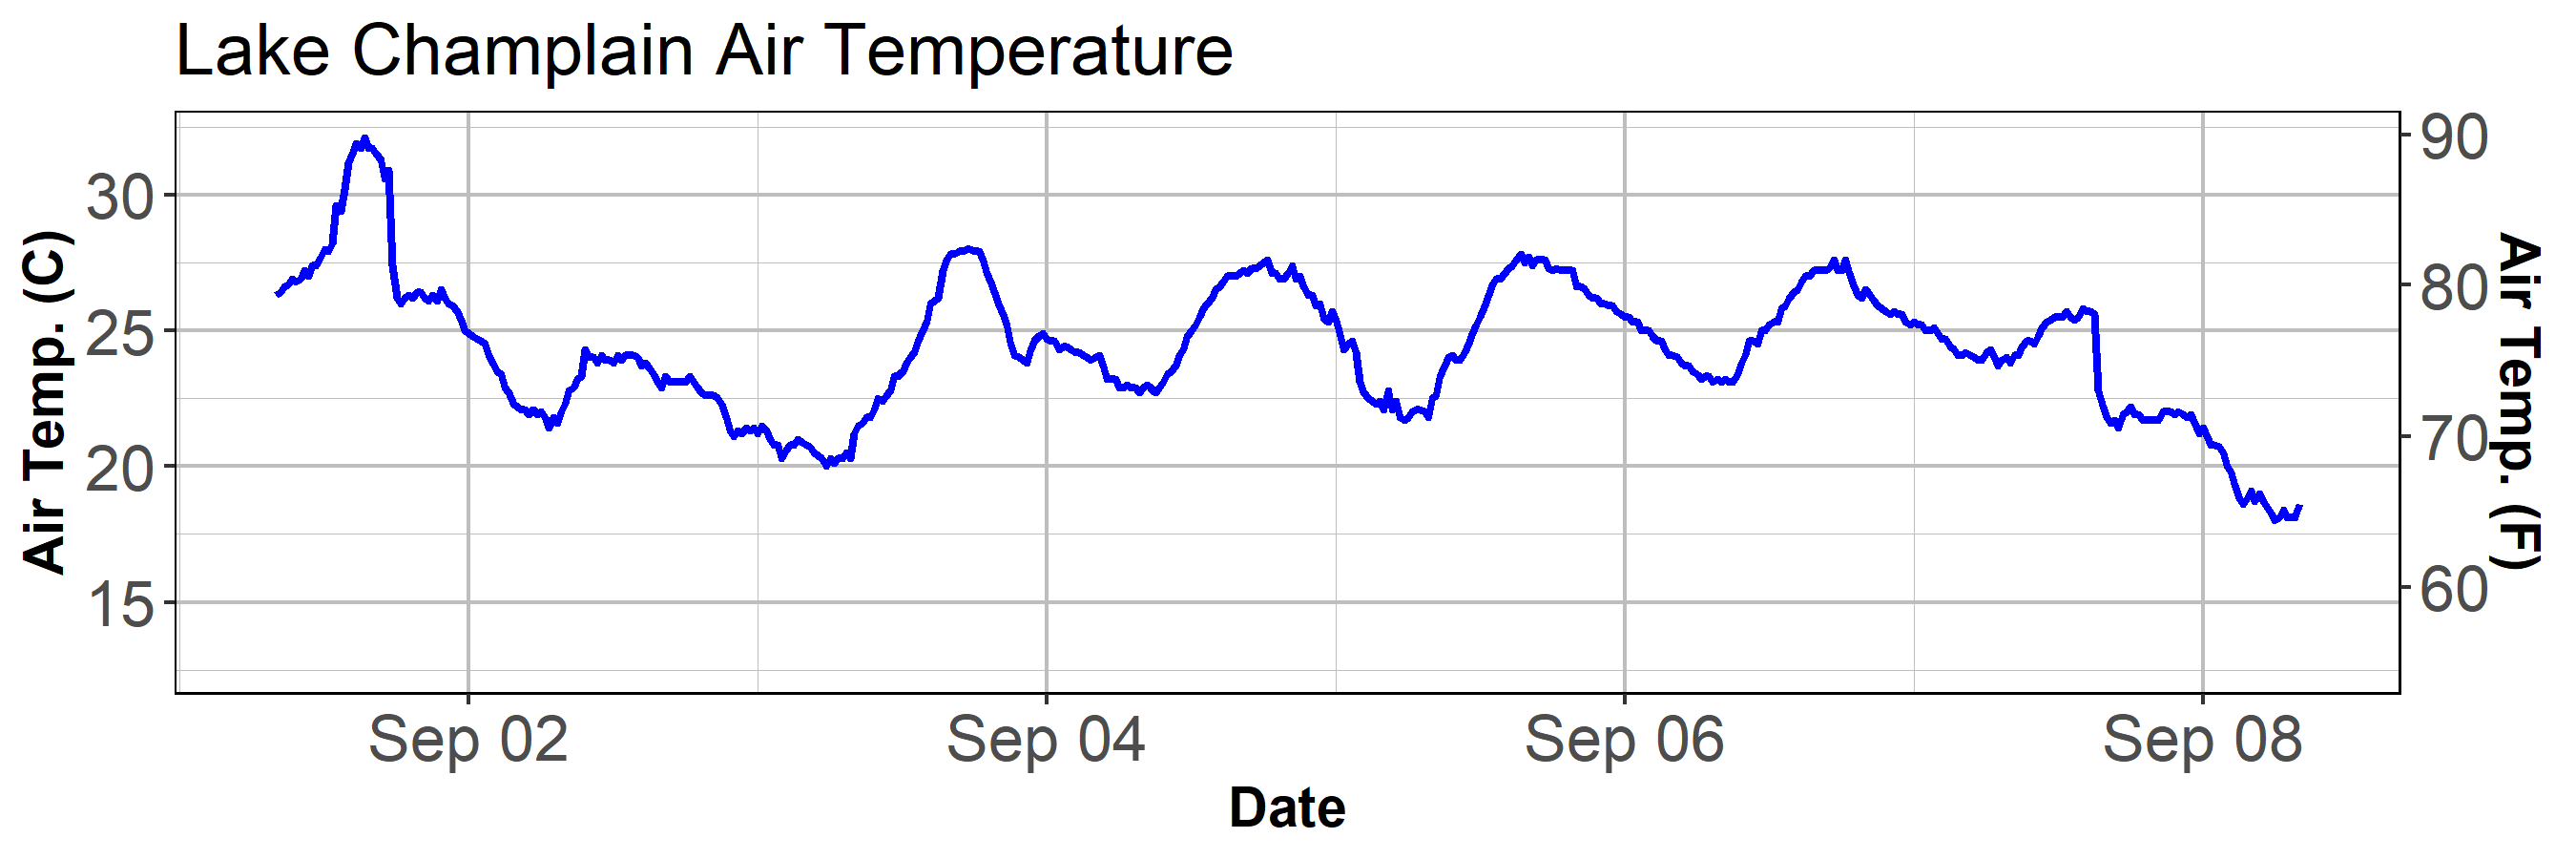 Lake Champlain Air Temperature
Air Temp. (C)
30
25
20
15
90
80
70
60
Air Temp. (F)
Sep 02 Sep 04 Sep 06 Sep 08
Date